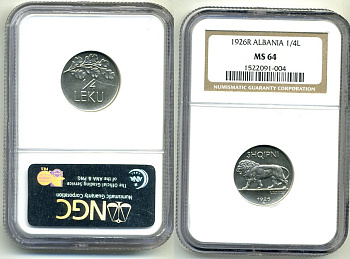 1/4
LEKU
The Official Grading Service
of the ANA & PNG
ANA
NGC
Numismatic Guaranty Corporation
1926R ALBANIA 1/4L
MS 64
1522091-004
NUMISMATIC GUARANTY CORPORATION
SHQIPNI
1926